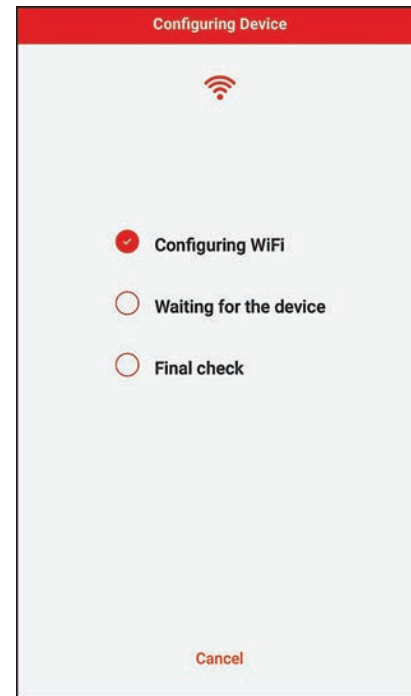 Configuring Device
Configuring WiFi
Waiting for the device
Final check
Cancel